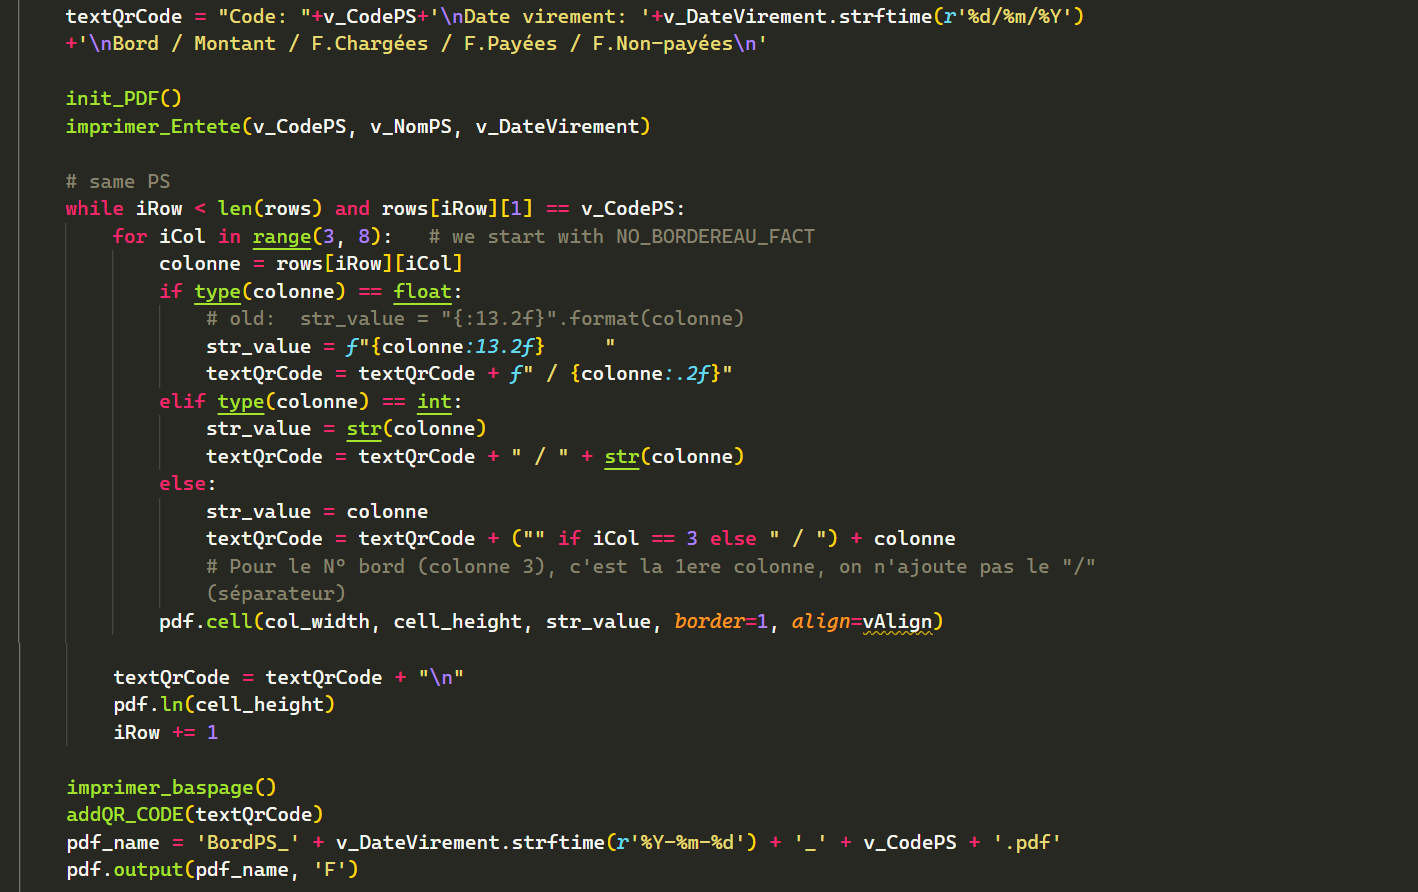 textQrCode = "Code: "+v_CodePS+'\nDate virement: '+v_DateVirement.strftime(r'%d/%m/%Y')
+'\nBord / Montant / F.Chargées / F.Payées / F.Non-payées\n'
init_PDF()
imprimer_Entete(v_CodePS, v_NomPS, v_DateVirement)
# same PS
while iRow < len(rows) and rows[iRow][1] == v_CodePS:
for iCol in range(3, 8):   # we start with NO_BORDEREAU_FACT
colonne = rows[iRow][iCol]
if type(colonne) == float:
# old:  str_value = "{:13.2f}".format(colonne)
str_value = f"{colonne:13.2f}     "
textQrCode = textQrCode + f" / {colonne:.2f}"
elif type(colonne) == int:
str_value = str(colonne)
textQrCode = textQrCode + " / " + str(colonne)
else:
str_value = colonne
textQrCode = textQrCode + ("" if iCol == 3 else " / ") + colonne
# Pour le N° bord (colonne 3), c'est la 1ere colonne, on n'ajoute pas le "/"
(séparateur)
pdf.cell(col_width, cell_height, str_value, border=1, align=vAlign)
textQrCode = textQrCode + "\n"
pdf.ln(cell_height)
iRow += 1
imprimer_baspage()
addQR_CODE(textQrCode)
pdf_name = 'BordPS_' + v_DateVirement.strftime(r'%Y-%m-%d') + '_' + v_CodePS + '.pdf'
pdf.output(pdf_name, 'F')